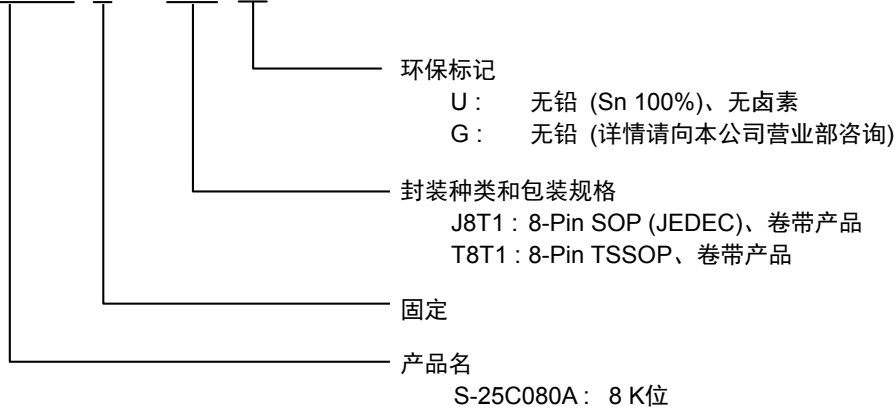 环保标记
U : 无铅 (Sn 100%)、无卤素
G : 无铅 (详情请向本公司营业部咨询)
封装种类和包装规格
J8T1 : 8-Pin SOP (JEDEC)、卷带产品
T8T1 : 8-Pin TSSOP、卷带产品
固定
产品名
S-25C080A : 8 K位